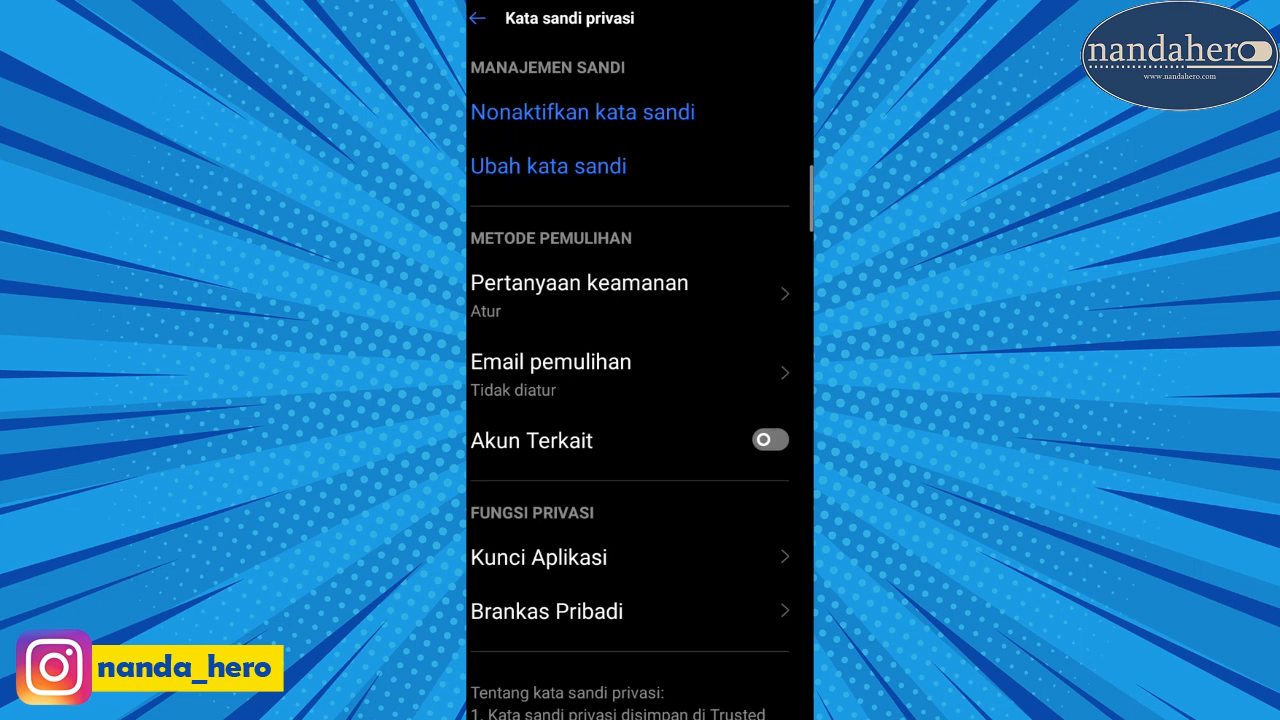 Kata sandi privasi
nandahero
www.nandahero.com
MANAJEMEN SANDI
Nonaktifkan kata sandi
Ubah kata sandi
METODE PEMULIHAN
Pertanyaan keamanan
Atur
Email pemulihan
Tidak diatur
Akun Terkait
FUNGSI PRIVASI
Kunci Aplikasi
Brankas Pribadi
Tentang kata sandi privasi:
1. Kata sandi privasi disimpan di Trusted
nanda_hero